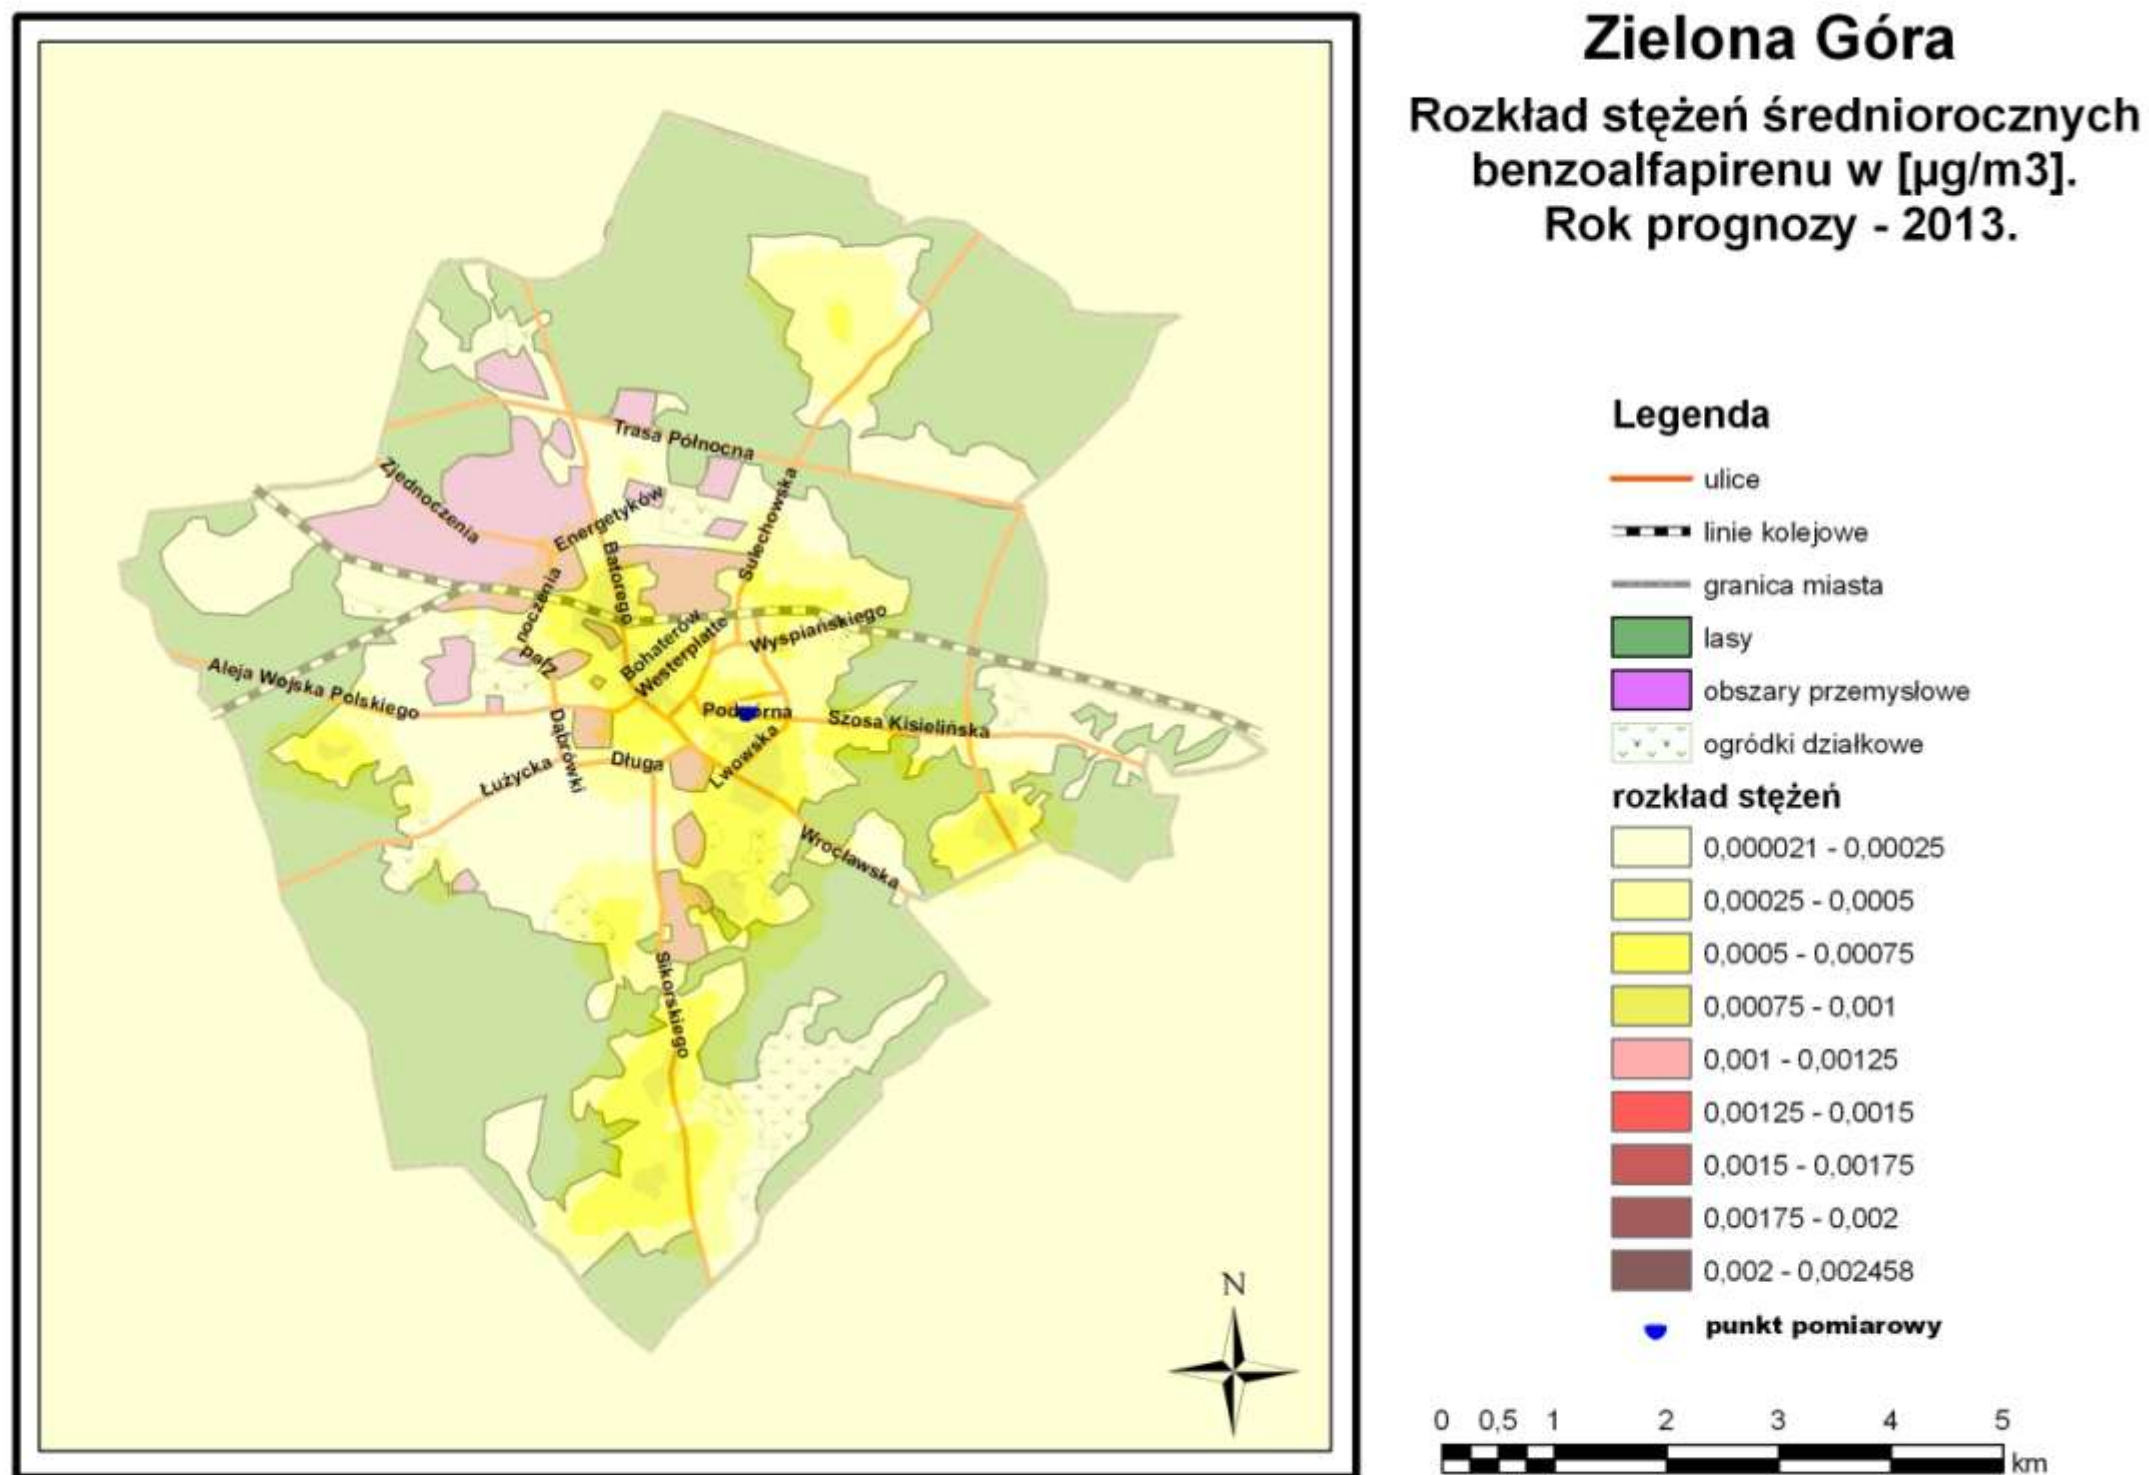 Zielona Góra
Rozkład stężeń średniorocznych
benzoalfapirenu w [µg/m3].
Rok prognozy - 2013.
Trasa Północna
Zjednoczenia
Energetyków
Sulechowska
Batorego
Zjednoczenia
Bohaterów
Westerplatte
Wyspiańskiego
Aleja Wojska Polskiego
Podgórna
Szosa Kisielińska
Dąbrówki
Długa
Lwowska
Łużycka
Wrocławska
Sikorskiego
N
Legenda
ulice
linie kolejowe
granica miasta
lasy
obszary przemysłowe
ogródki działkowe
rozkład stężeń
0,000021 - 0,00025
0,00025 - 0,0005
0,0005 - 0,00075
0,00075 - 0,001
0,001 - 0,00125
0,00125 - 0,0015
0,0015 - 0,00175
0,00175 - 0,002
0,002 - 0,002458
punkt pomiarowy
0 0,5 1 2 3 4 5
km